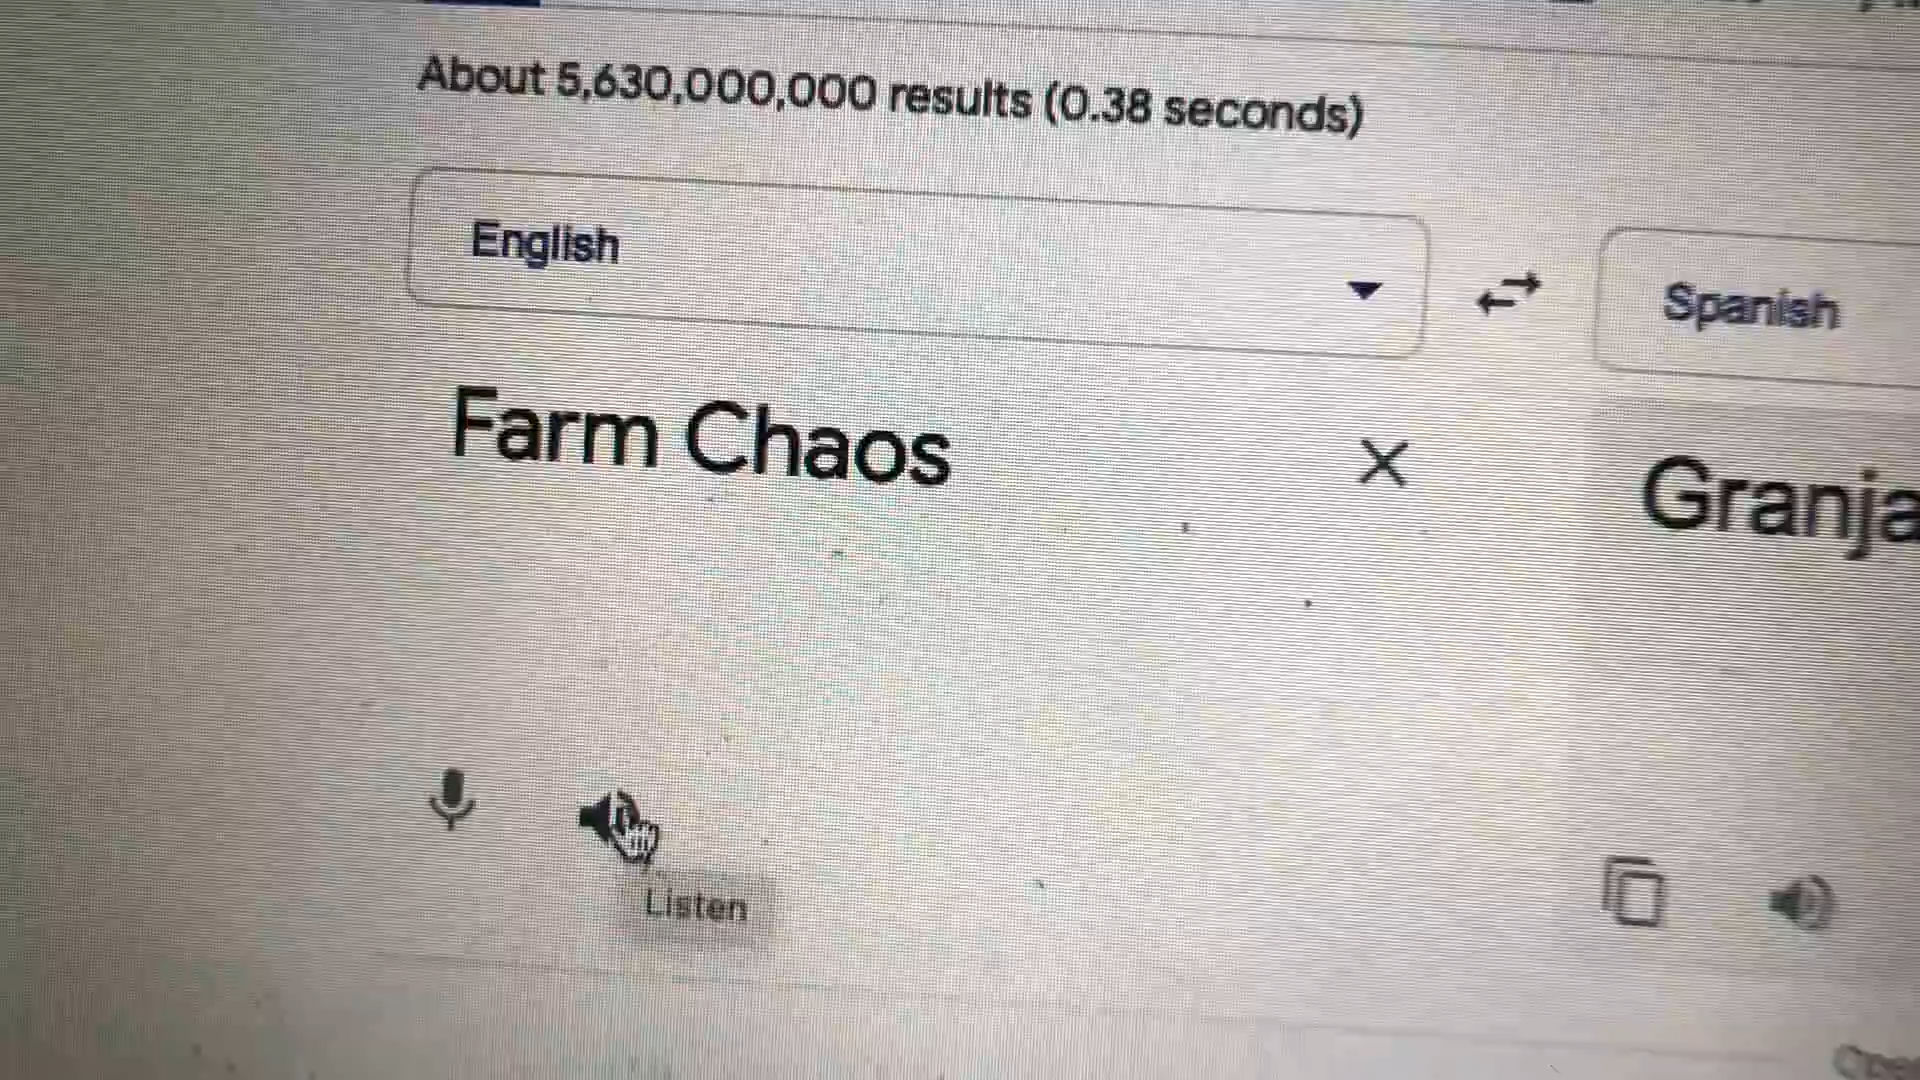 About 5,630,000,000 results (0.38 seconds)
English
Spanish
Farm Chaos
Granja
Listen